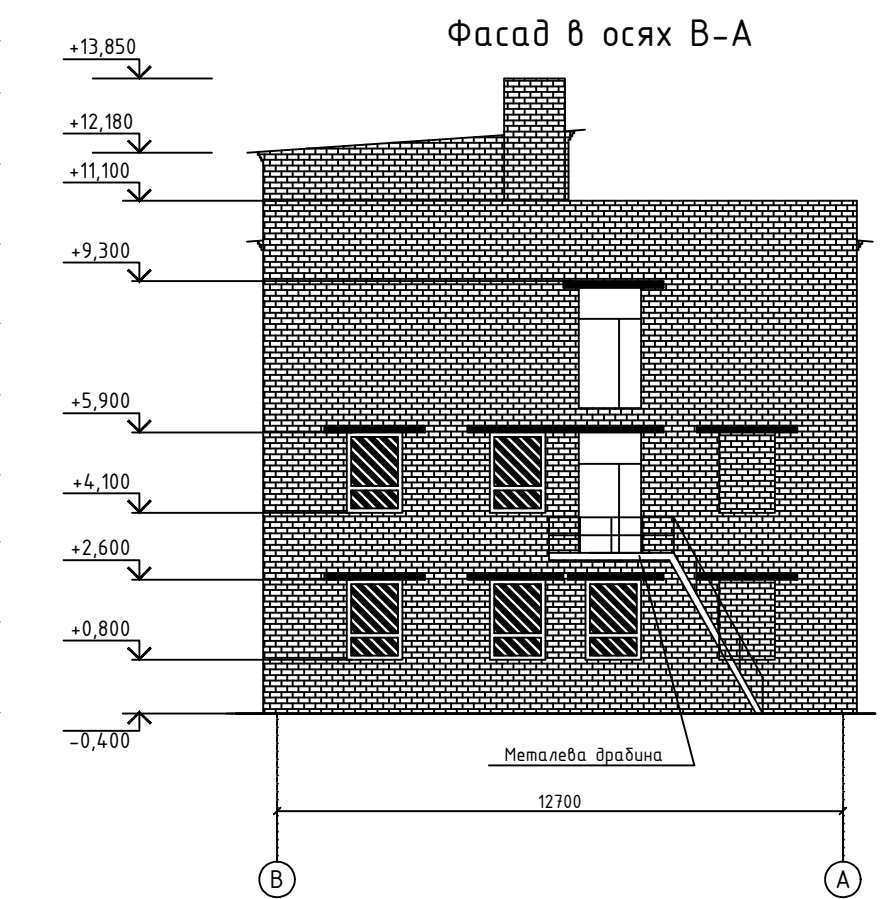 Фасад в осях В-А
+13,850
+12,180
+11,100
+9,300
+5,900
+4,100
+2,600
+0,800
-0,400
Металева драбина
12700
В
А